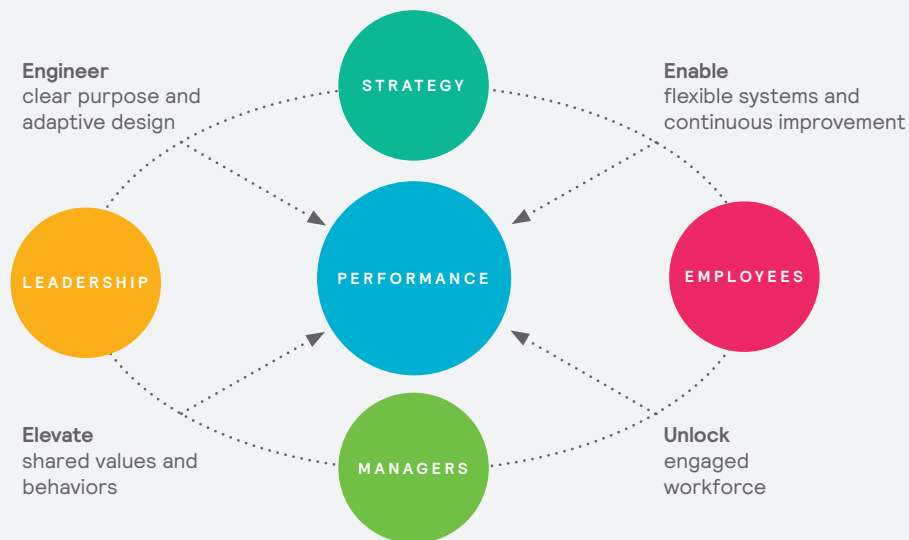 Engineer
clear purpose and
adaptive design
STRATEGY
Enable
flexible systems and
continuous improvement
LEADERSHIP
PERFORMANCE
EMPLOYEES
Elevate
shared values and
behaviors
MANAGERS
Unlock
engaged
workforce